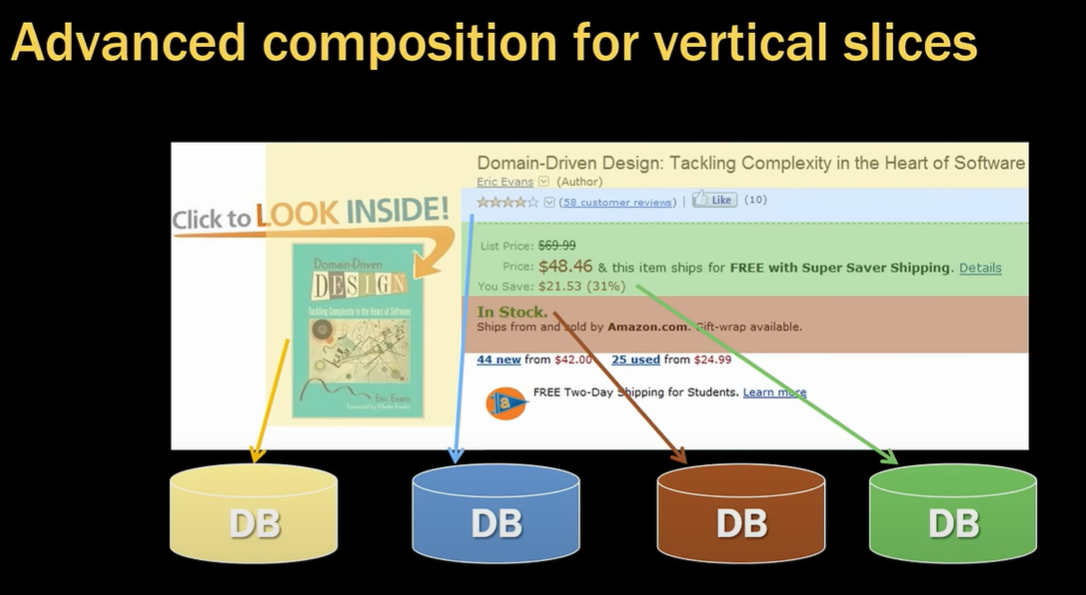 Advanced composition for vertical slices
Click to LOOK INSIDE!
Domain-Driven
DESIGN
Tackling Complexity in the Heart of Software
Eric Evans
Foreword by Martin Fowler
Domain-Driven Design: Tackling Complexity in the Heart of Software
Eric Evans (Author)
(58 customer reviews) | Like (10)
List Price: $69.99
Price: $48.46 & this item ships for FREE with Super Saver Shipping. Details
You Save: $21.53 (31%)
In Stock.
Ships from and sold by Amazon.com. Gift-wrap available.
44 new from $42.00 25 used from $24.99
a FREE Two-Day Shipping for Students. Learn more
DB DB DB DB